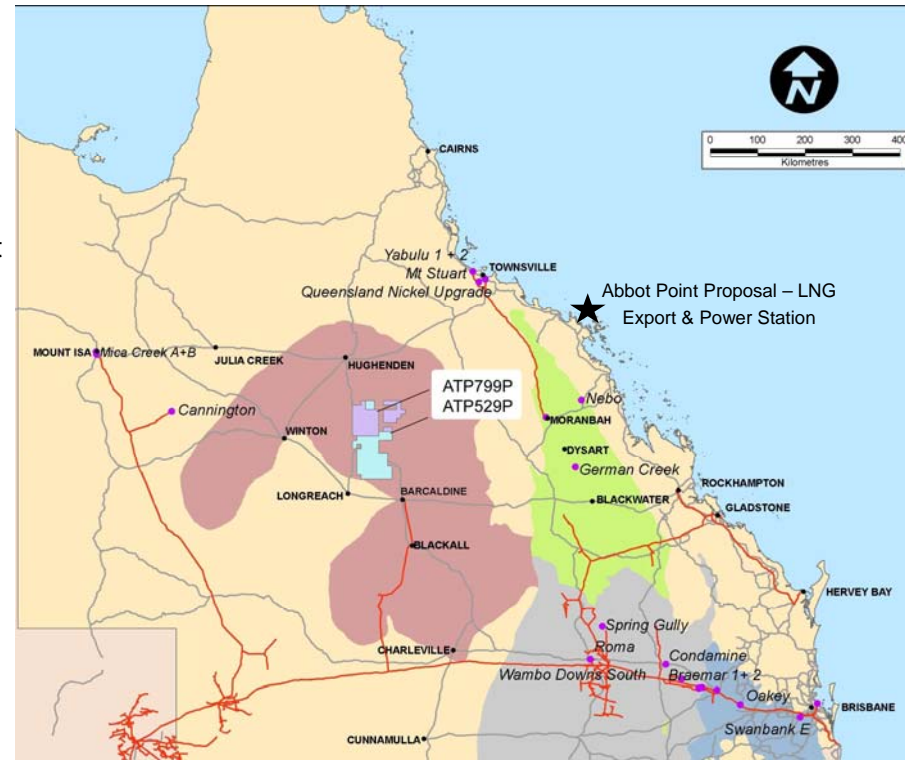 N
0 100 200 300 400
Kilometres
CAIRNS
Yabulu 1 + 2
TOWNSVILLE
Mt Stuart
Queensland Nickel Upgrade
Abbot Point Proposal – LNG
Export & Power Station
MOUNT ISA
Mica Creek A+B
JULIA CREEK
HUGHENDEN
ATP799P
ATP529P
Cannington
Nebo
MORANBAH
WINTON
DYSART
German Creek
LONGREACH
BARCALDINE
BLACKWATER
ROCKHAMPTON
GLADSTONE
BLACKALL
HERVEY BAY
Spring Gully
CHARLEVILLE
Roma
Condamine
Wambo Downs South
Braemar 1+ 2
Oakey
BRISBANE
Swanbank E
CUNNAMULLA